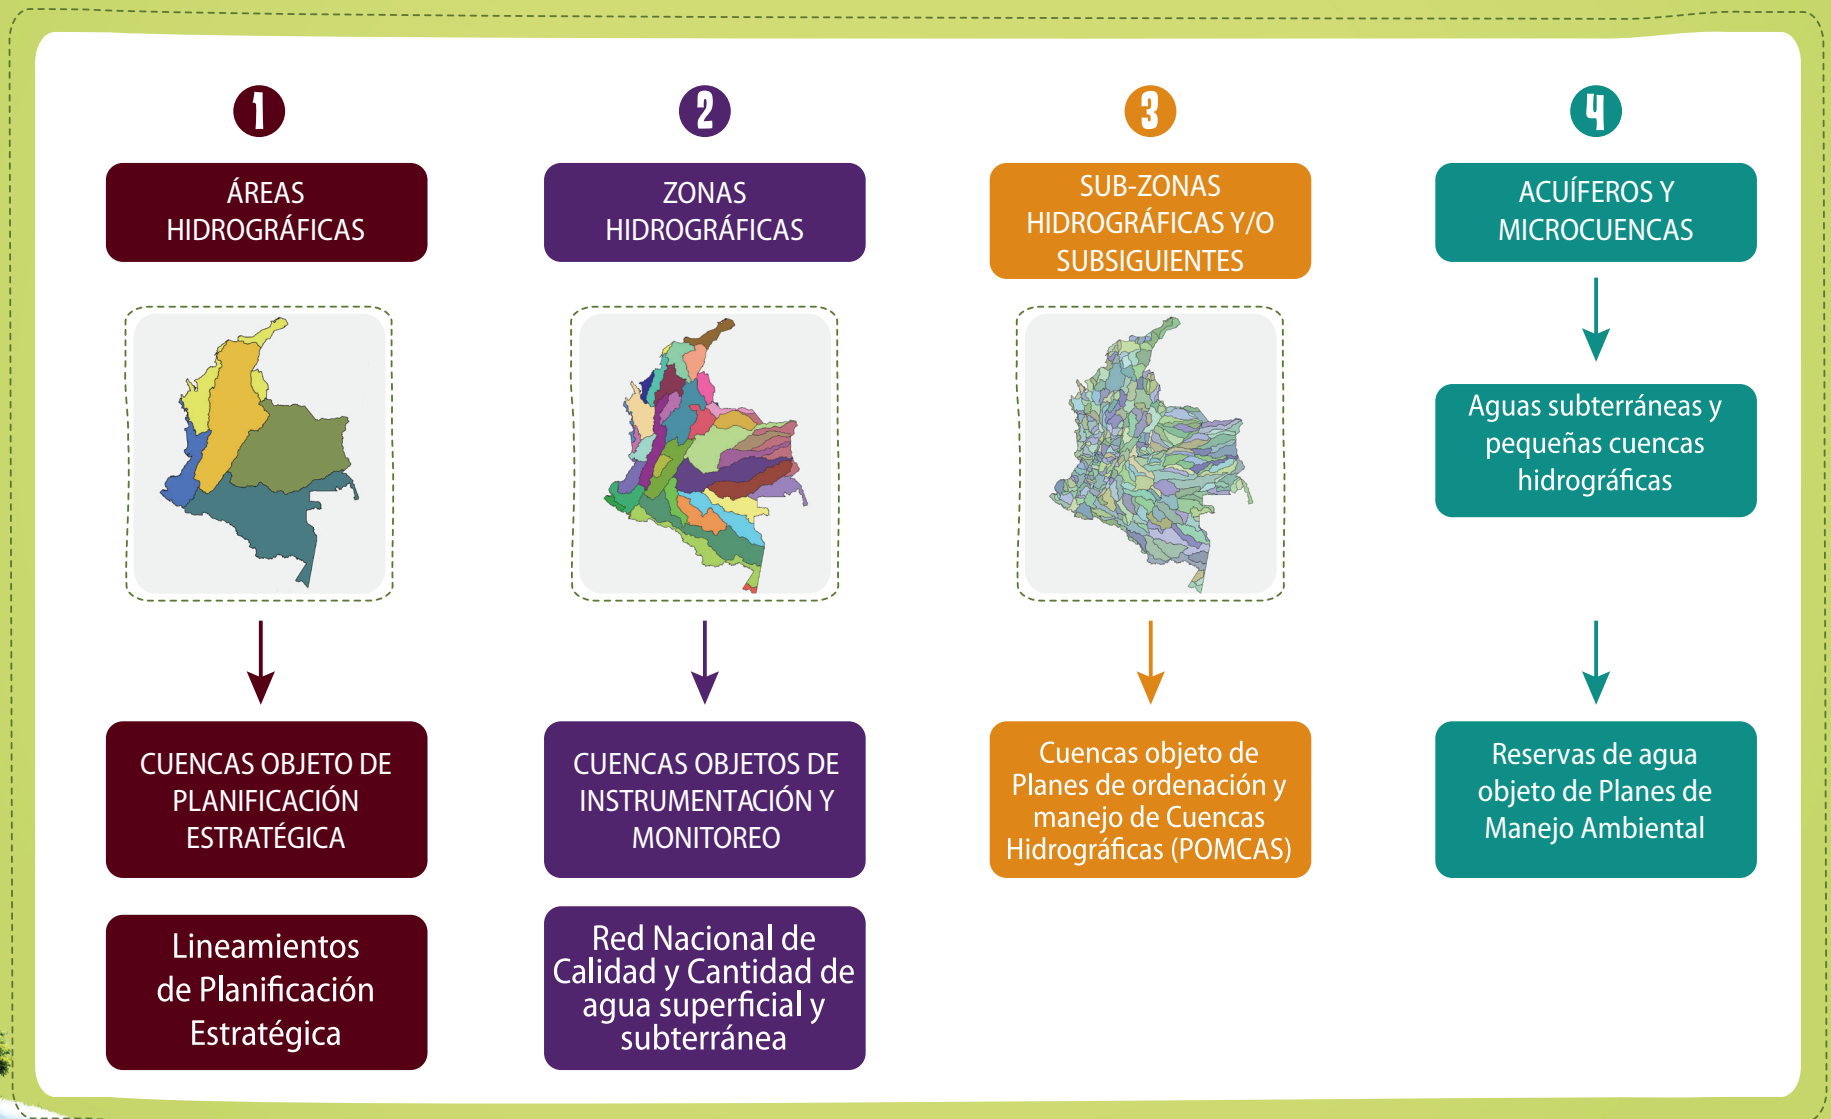 1
ÁREAS
HIDROGRÁFICAS
CUENCAS OBJETO DE
PLANIFICACIÓN
ESTRATÉGICA
Lineamientos
de Planificación
Estratégica
2
ZONAS
HIDROGRÁFICAS
CUENCAS OBJETOS DE
INSTRUMENTACIÓN Y
MONITOREO
Red Nacional de
Calidad y Cantidad de
agua superficial y
subterránea
3
SUB-ZONAS
HIDROGRÁFICAS Y/O
SUBSIGUIENTES
Cuencas objeto de
Planes de ordenación y
manejo de Cuencas
Hidrográficas (POMCAS)
4
ACUÍFEROS Y
MICROCUENCAS
Aguas subterráneas y
pequeñas cuencas
hidrográficas
Reservas de agua
objeto de Planes de
Manejo Ambiental